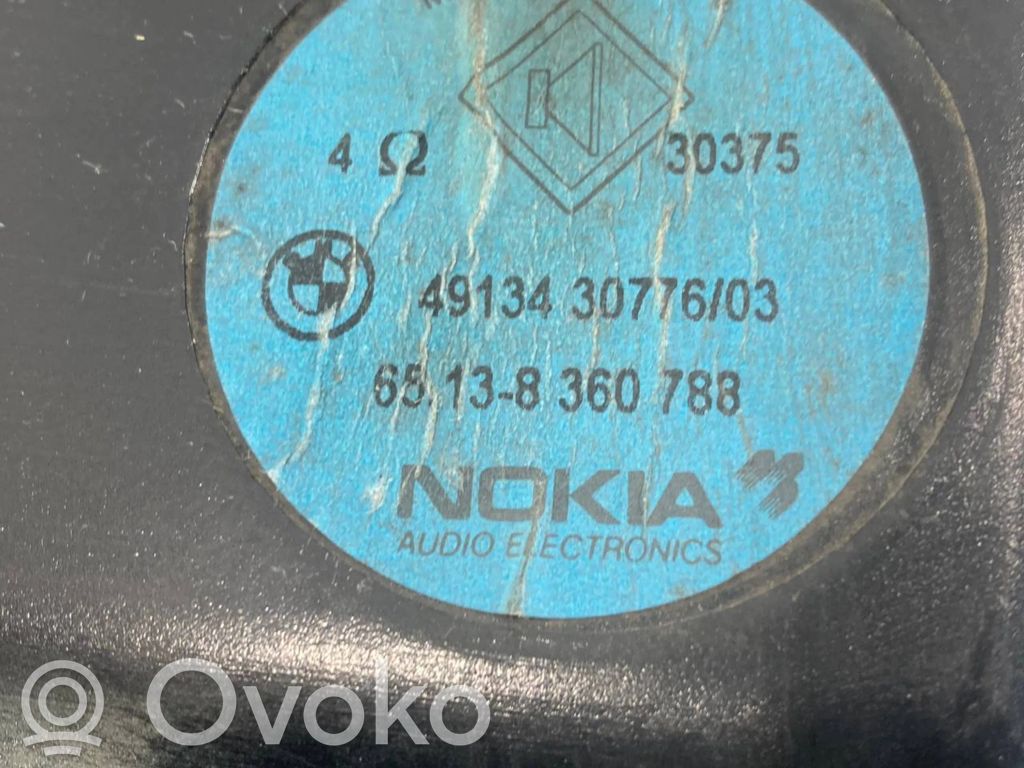 4 Ω 30375
49134 30776/03
65.13-8 360 788
NOKIA
AUDIO ELECTRONICS
® Ovoko